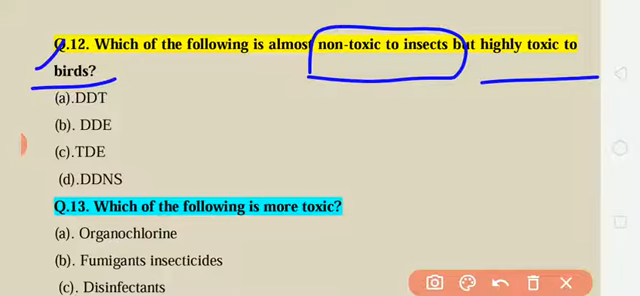 Q.12. Which of the following is almost non-toxic to insects but highly toxic to
birds?
(a).DDT
(b). DDE
(c).TDE
(d).DDNS
Q.13. Which of the following is more toxic?
(a). Organochlorine
(b). Fumigants insecticides
(c). Disinfectants